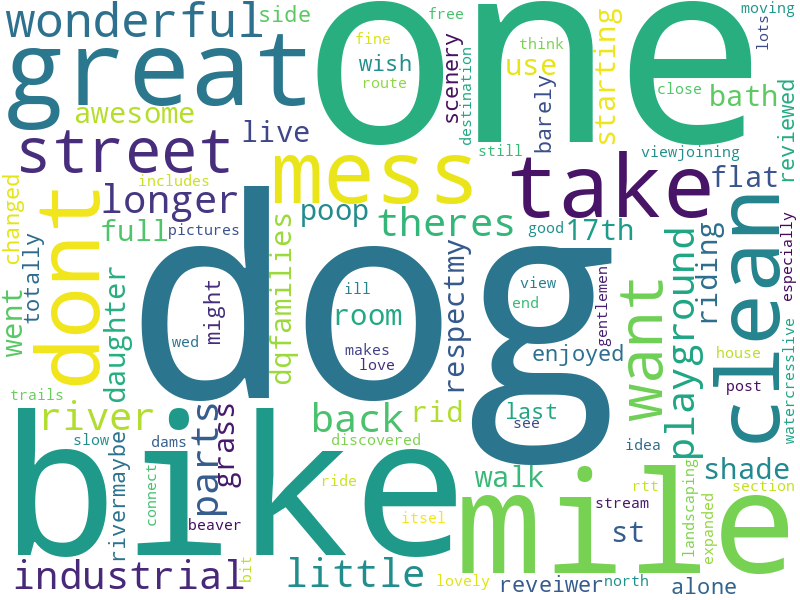 wonderful
side
free
moving
great
one
fine
think
lots
wish
scenery
use
starting
route
destination
close
bath
reviewed
awesome
barely
street
live
mess
still
viewjoining
take
flat
changed
includes
longer
poop
theres
good
17th
especially
dont
full
pictures
clean
totally
went
daughter
might
dqfamilies
dog
ill
room
wed
makes
love
respectmy
view
end
gentlemen
enjoyed
want
playground
riding
house
post
watercresslive
trails
river
parts
grass
back
rid
last
see
slow
dams
discovered
idea
shade
bike
rivermaybe
connect
beaver
ride
itsel
walk
mile
stream
rtt
landscaping
expanded
section
st
industrial
bit
little
lovely
reveiwer
north
alone